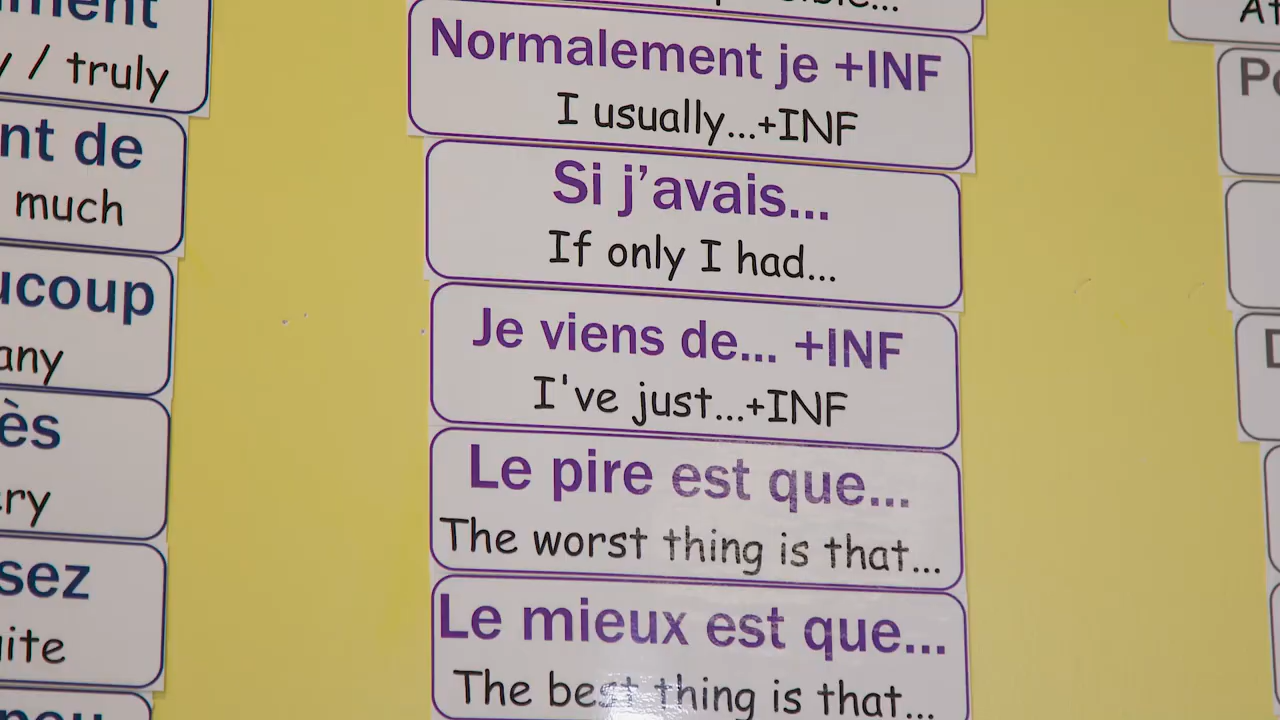 y / truly
nt de
much
ucoup
any
ès
ery
sez
ite
Normalement je +INF
I usually...+INF
Si j'avais...
If only I had...
Je viens de... +INF
I've just...+INF
Le pire est que...
The worst thing is that...
Le mieux est que...
The best thing is that...